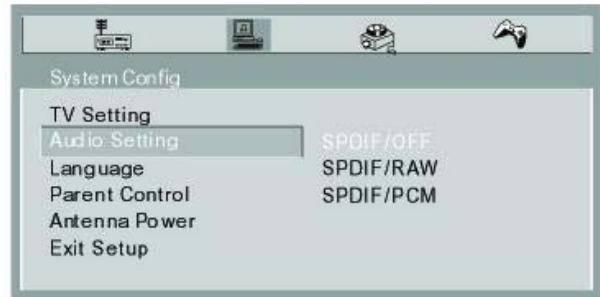 System Config
TV Setting
Audio Setting
SPDIF/OFF
Language
SPDIF/RAW
Parent Control
SPDIF/PCM
Antenna Power
Exit Setup